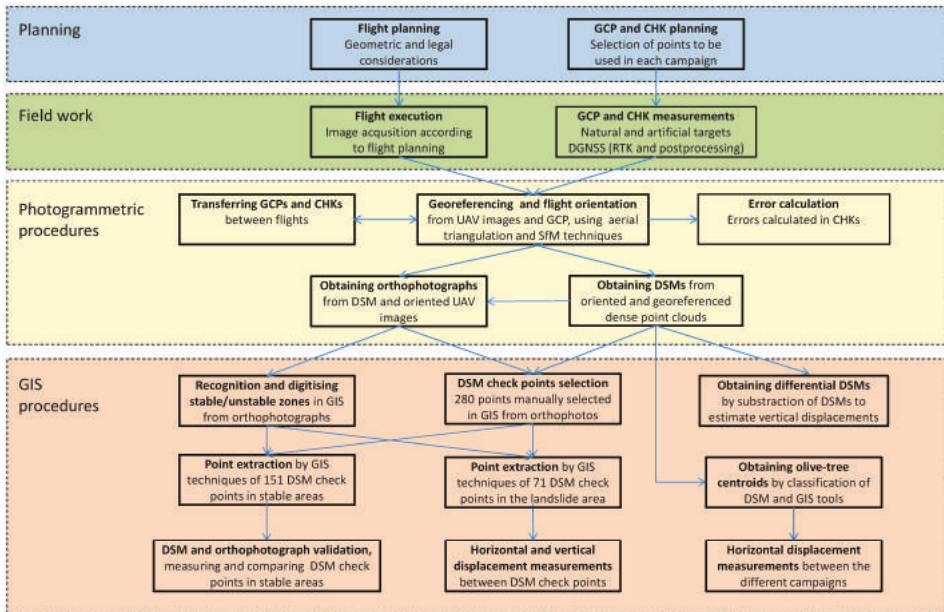 Planning
Flight planning
Geometric and legal
considerations
GCP and CHK planning
Selection of points to be
used in each campaign
Field work
Flight execution
Image acqusition according
to flight planning
GCP and CHK measurements
Natural and artificial targets
DGNSS (RTK and postprocessing)
Photogrammetric
procedures
Transferring GCPs and CHKs
between flights
Georeferencing and flight orientation
from UAV images and GCP, using aerial
triangulation and SfM techniques
Error calculation
Errors calculated in CHKs
Obtaining orthophotographs
from DSM and oriented UAV
images
Obtaining DSMs from
oriented and georeferenced
dense point clouds
GIS
procedures
Recognition and digitising
stable/unstable zones in GIS
from orthophotographs
DSM check points selection
280 points manually selected
in GIS from orthophotos
Obtaining differential DSMs
by substraction of DSMs to
estimate vertical displacements
Point extraction by GIS
techniques of 151 DSM check
points in stable areas
Point extraction by GIS
techniques of 71 DSM check
points in the landslide area
Obtaining olive-tree
centroids by classification of
DSM and GIS tools
DSM and orthophotograph validation,
measuring and comparing DSM check
points in stable areas
Horizontal and vertical
displacement measurements
between DSM check points
Horizontal displacement
measurements between the
different campaigns